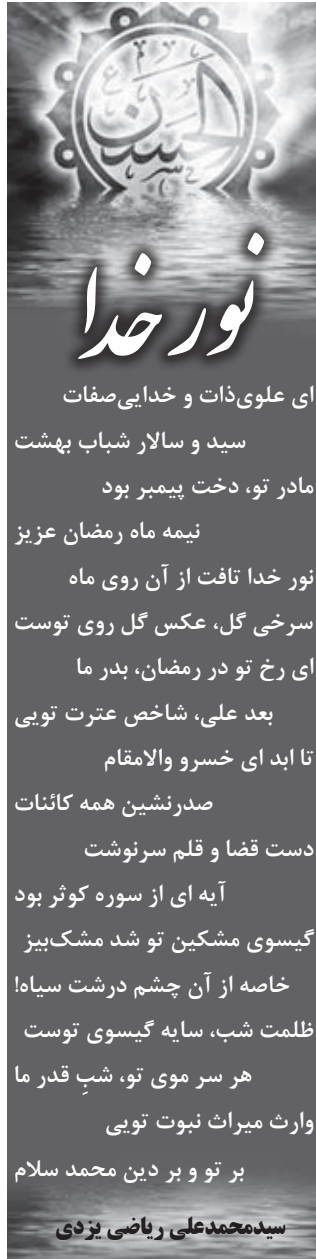 الحسن
نور خدا
ای علوی‌ذات و خدایی‌صفات
سید و سالار شباب بهشت
مادر تو، دخت پیمبر بود
نیمه ماه رمضان عزیز
نور خدا تافت از آن روی ماه
سرخی گل، عکس گل روی توست
ای رخ تو در رمضان، بدر ما
بعد علی، شاخص عترت تویی
تا ابد ای خسرو والامقام
صدرنشین همه کائنات
دست قضا و قلم سرنوشت
آیه ای از سوره کوثر بود
گیسوی مشکین تو شد مشک‌بیز
خاصه از آن چشم درشت سیاه!
ظلمت شب، سایه گیسوی توست
هر سر موی تو، شبِ قدر ما
وارث میراث نبوت تویی
بر تو و بر دین محمد سلام
سیدمحمدعلی ریاضی یزدی